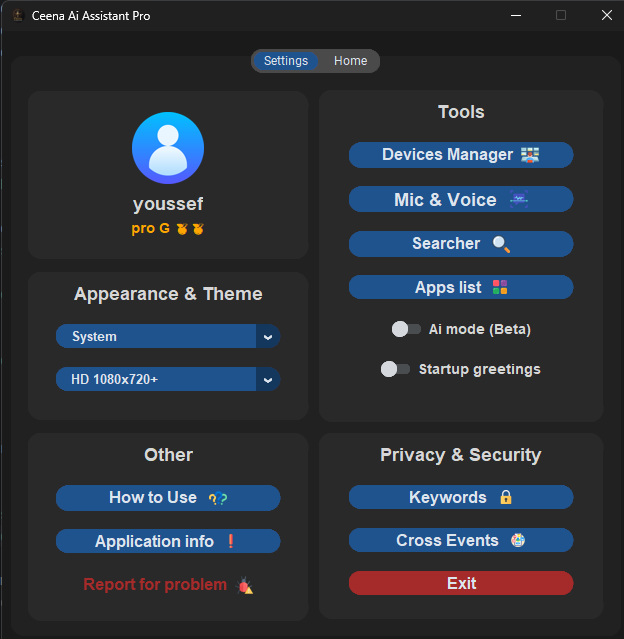 Ceena Ai Assistant Pro
Settings Home
youssef
pro G
Appearance & Theme
System
HD 1080x720+
Tools
Devices Manager
Mic & Voice
Searcher
Apps list
Ai mode (Beta)
Startup greetings
Other
How to Use
Application info
Report for problem
Privacy & Security
Keywords
Cross Events
Exit